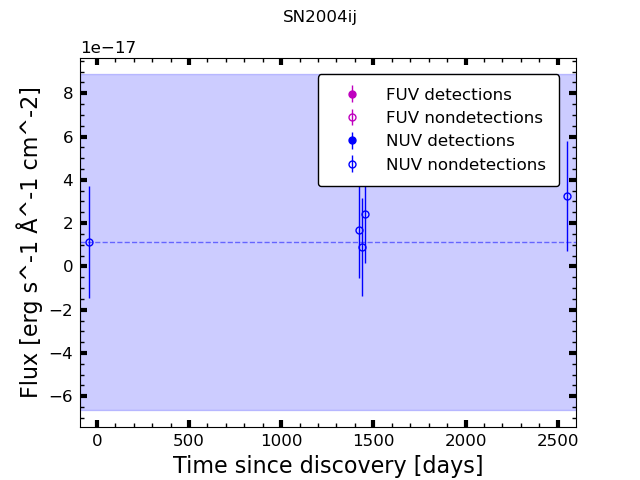 SN2004ij
1e−17
FUV detections
FUV nondetections
NUV detections
NUV nondetections
8
6
4
2
0
−2
−4
−6
Flux [erg s^-1 Å^-1 cm^-2]
0 500 1000 1500 2000 2500
Time since discovery [days]